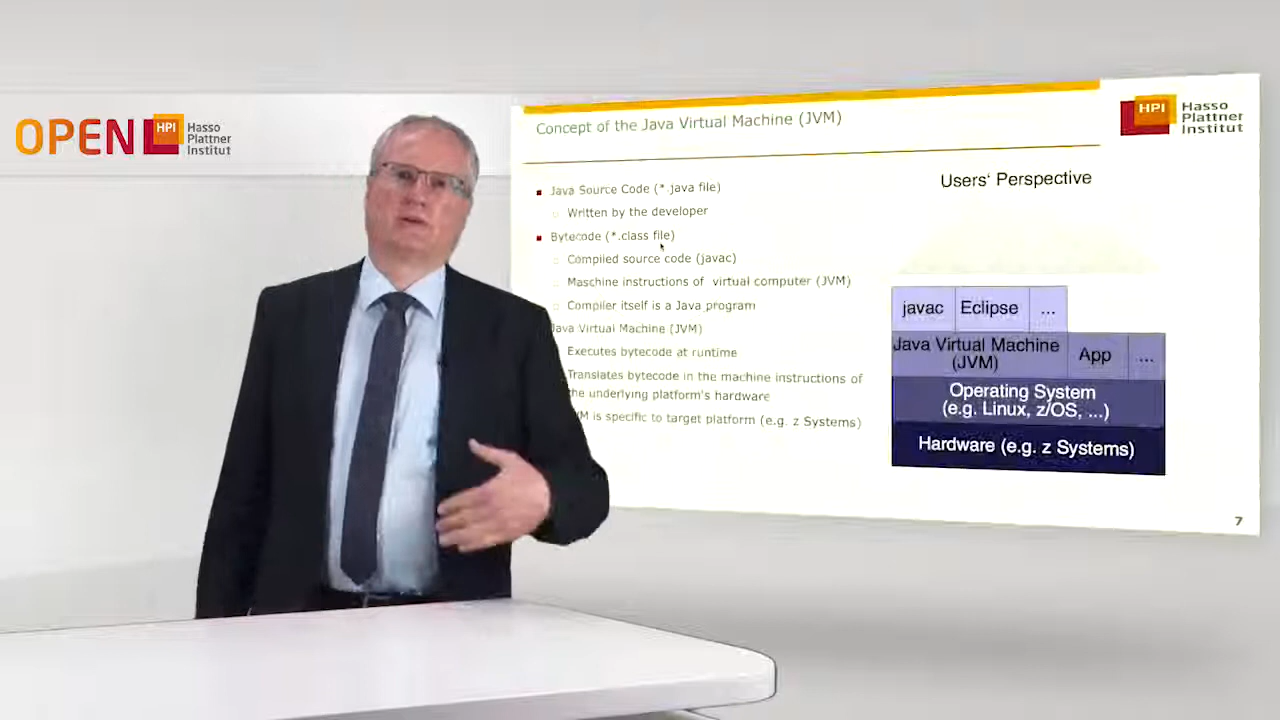 OPEN HPI
Hasso
Plattner
Institut
Concept of the Java Virtual Machine (JVM)
HPI
Hasso
Plattner
Institut
Java Source Code (*.java file)
Written by the developer
Bytecode (*.class file)
Compiled source code (javac)
Maschine instructions of virtual computer (JVM)
Compiler itself is a Java program
Java Virtual Machine (JVM)
Executes bytecode at runtime
Translates bytecode in the machine instructions of
the underlying platform's hardware
is specific to target platform (e.g. z Systems)
Users‘ Perspective
javac Eclipse ...
Java Virtual Machine
(JVM)
App ...
Operating System
(e.g. Linux, z/OS, ...)
Hardware (e.g. z Systems)
7